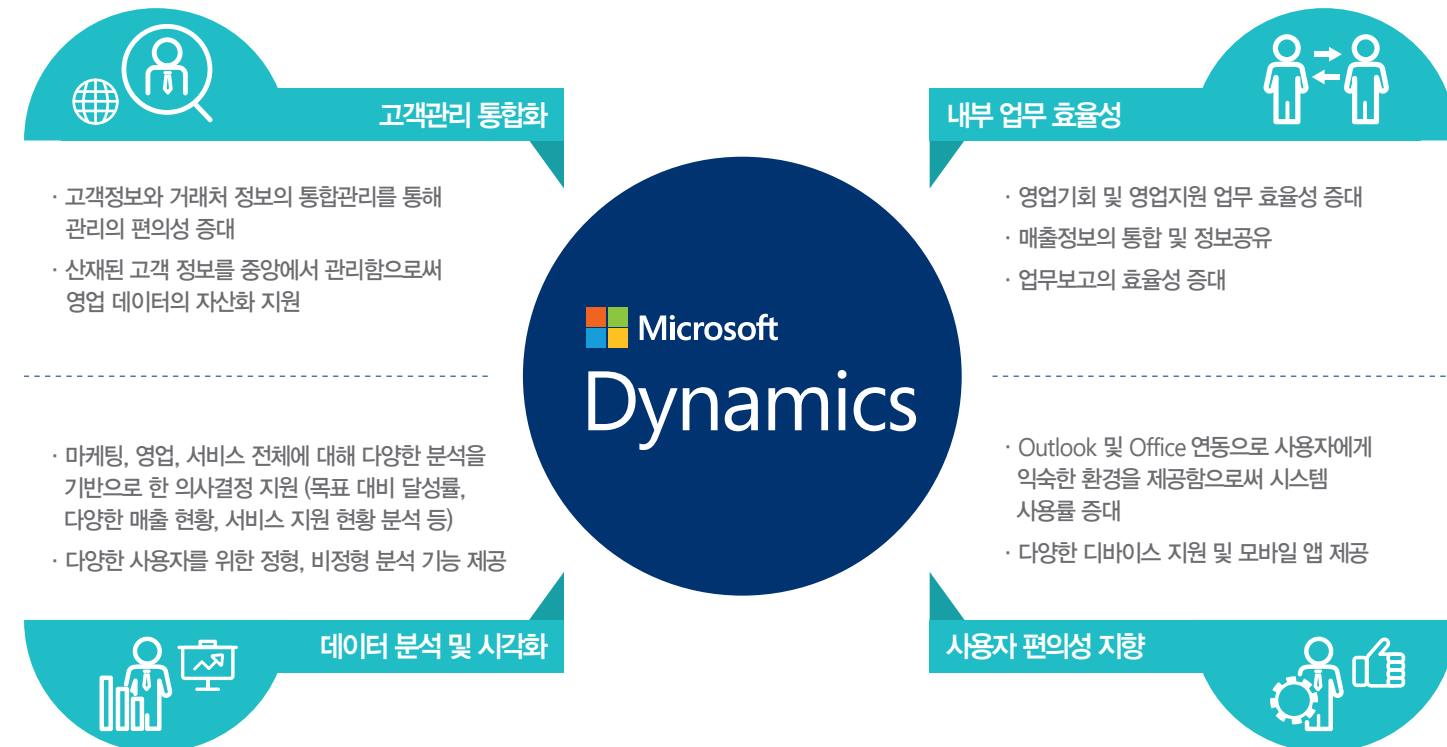 고객관리 통합화
· 고객정보와 거래처 정보의 통합관리를 통해
관리의 편의성 증대
· 산재된 고객 정보를 중앙에서 관리함으로써
영업 데이터의 자산화 지원
내부 업무 효율성
· 영업기회 및 영업지원 업무 효율성 증대
· 매출정보의 통합 및 정보공유
· 업무보고의 효율성 증대
Microsoft
Dynamics
· 마케팅, 영업, 서비스 전체에 대해 다양한 분석을
기반으로 한 의사결정 지원 (목표 대비 달성률,
다양한 매출 현황, 서비스 지원 현황 분석 등)
· 다양한 사용자를 위한 정형, 비정형 분석 기능 제공
데이터 분석 및 시각화
· Outlook 및 Office 연동으로 사용자에게
익숙한 환경을 제공함으로써 시스템
사용률 증대
· 다양한 디바이스 지원 및 모바일 앱 제공
사용자 편의성 지향